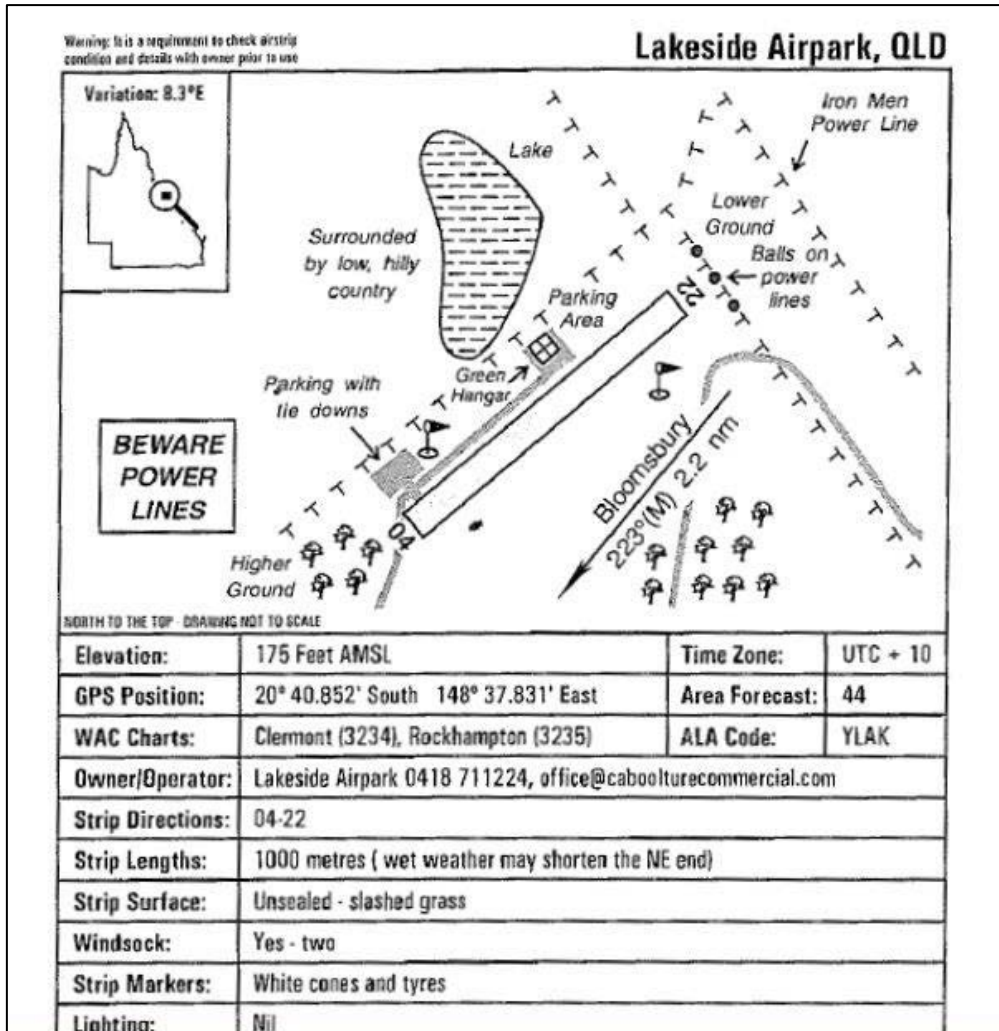 Warning: It is a requirement to check airstrip
condition and details with owner prior to use
Lakeside Airpark, QLD
Variation: 8.3°E
Iron Men
Power Line
Lake
Lower
Ground
Surrounded
by low, hilly
country
Balls on
power
lines
Parking
Area
22
Green
Hangar
Parking with
tie downs
BEWARE
POWER
LINES
Bloomsbury
223°(M) 2.2 nm
04
Higher
Ground
NORTH TO THE TOP - DRAWING NOT TO SCALE
Elevation: 175 Feet AMSL Time Zone: UTC + 10
GPS Position: 20° 40.852' South 148° 37.831' East Area Forecast: 44
WAC Charts: Clermont (3234), Rockhampton (3235) ALA Code: YLAK
Owner/Operator: Lakeside Airpark 0418 711224, office@caboolturecommercial.com
Strip Directions: 04-22
Strip Lengths: 1000 metres ( wet weather may shorten the NE end)
Strip Surface: Unsealed - slashed grass
Windsock: Yes - two
Strip Markers: White cones and tyres
Lighting: Nil